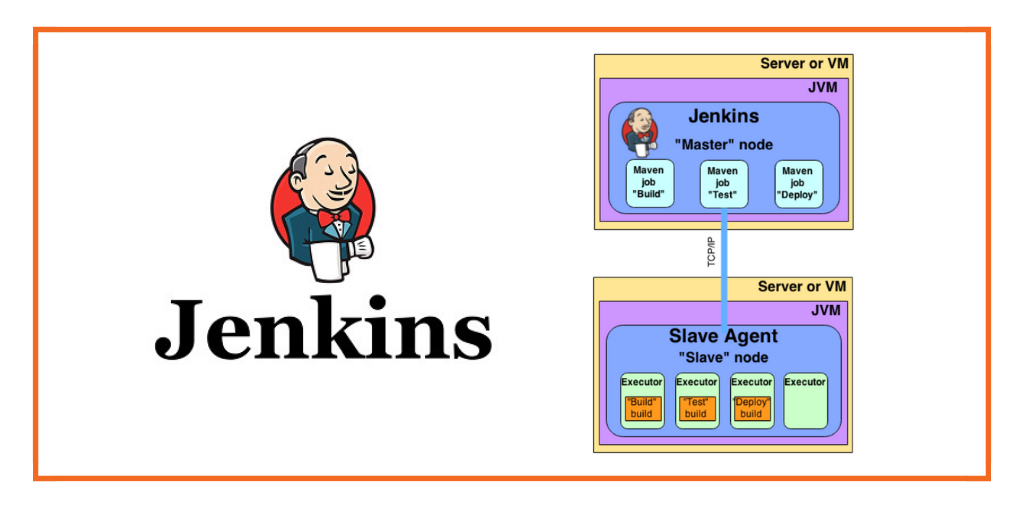 Jenkins
Server or VM
JVM
Jenkins
"Master" node
Maven
job
"Build"
Maven
job
"Test"
Maven
job
"Deploy"
TCP/IP
Server or VM
JVM
Slave Agent
"Slave" node
Executor
"Build"
build
Executor
"Test"
build
Executor
"Deploy"
build
Executor